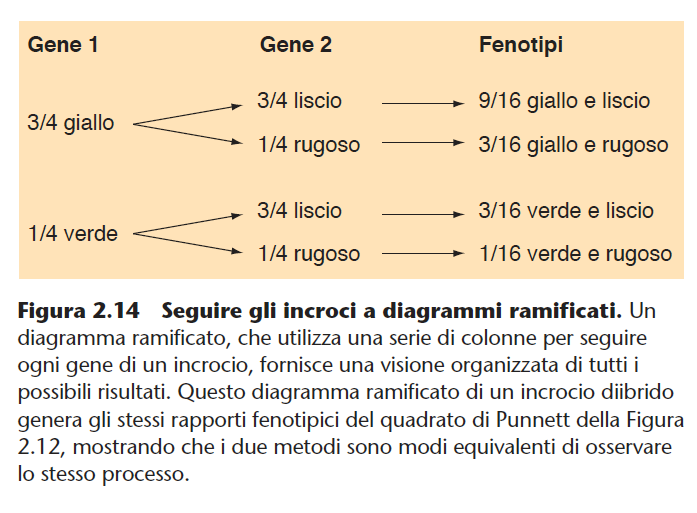 Gene 1 Gene 2 Fenotipi
3/4 giallo
3/4 liscio 9/16 giallo e liscio
1/4 rugoso 3/16 giallo e rugoso
1/4 verde
3/4 liscio 3/16 verde e liscio
1/4 rugoso 1/16 verde e rugoso
Figura 2.14 Seguire gli incroci a diagrammi ramificati. Un
diagramma ramificato, che utilizza una serie di colonne per seguire
ogni gene di un incrocio, fornisce una visione organizzata di tutti i
possibili risultati. Questo diagramma ramificato di un incrocio diibrido
genera gli stessi rapporti fenotipici del quadrato di Punnett della Figura
2.12, mostrando che i due metodi sono modi equivalenti di osservare
lo stesso processo.